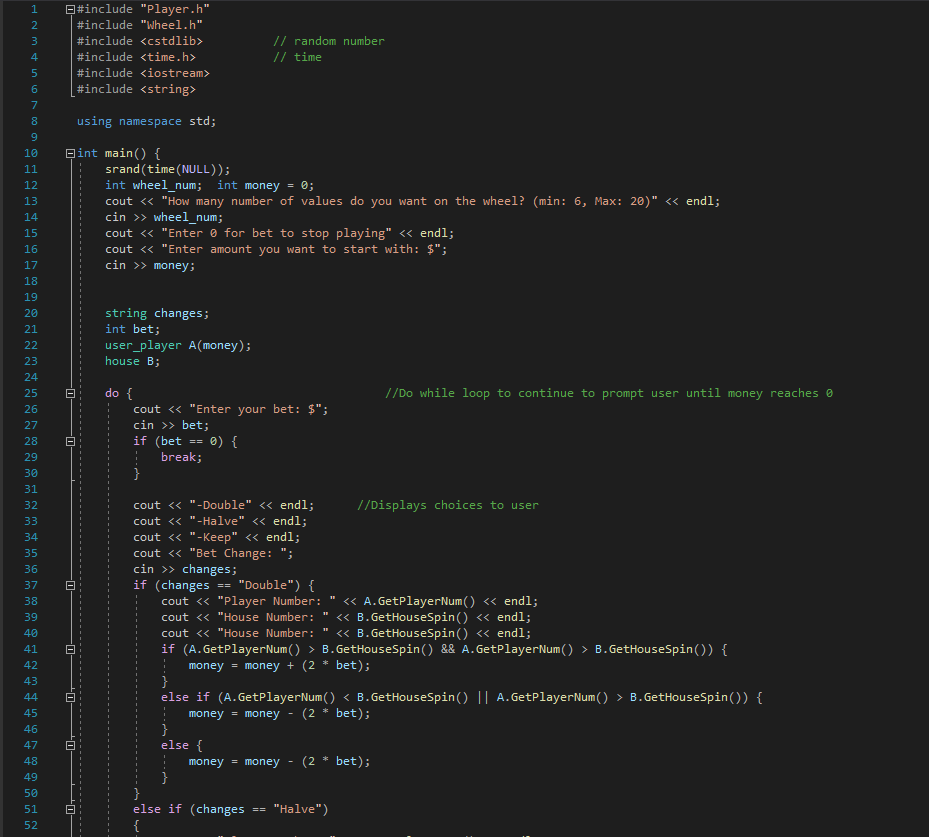 1 #include "Player.h"
2 #include "Wheel.h"
3 #include <cstdlib> // random number
4 #include <time.h> // time
5 #include <iostream>
6 #include <string>
7
8 using namespace std;
9
10 int main() {
11 srand(time(NULL));
12 int wheel_num; int money = 0;
13 cout << "How many number of values do you want on the wheel? (min: 6, Max: 20)" << endl;
14 cin >> wheel_num;
15 cout << "Enter 0 for bet to stop playing" << endl;
16 cout << "Enter amount you want to start with: $";
17 cin >> money;
18
19
20 string changes;
21 int bet;
22 user_player A(money);
23 house B;
24
25 do { //Do while loop to continue to prompt user until money reaches 0
26 cout << "Enter your bet: $";
27 cin >> bet;
28 if (bet == 0) {
29 break;
30 }
31
32 cout << "-Double" << endl; //Displays choices to user
33 cout << "-Halve" << endl;
34 cout << "-Keep" << endl;
35 cout << "Bet Change: ";
36 cin >> changes;
37 if (changes == "Double") {
38 cout << "Player Number: " << A.GetPlayerNum() << endl;
39 cout << "House Number: " << B.GetHouseSpin() << endl;
40 cout << "House Number: " << B.GetHouseSpin() << endl;
41 if (A.GetPlayerNum() > B.GetHouseSpin() && A.GetPlayerNum() > B.GetHouseSpin()) {
42 money = money + (2 * bet);
43 }
44 else if (A.GetPlayerNum() < B.GetHouseSpin() || A.GetPlayerNum() > B.GetHouseSpin()) {
45 money = money - (2 * bet);
46 }
47 else {
48 money = money - (2 * bet);
49 }
50 }
51 else if (changes == "Halve")
52 {